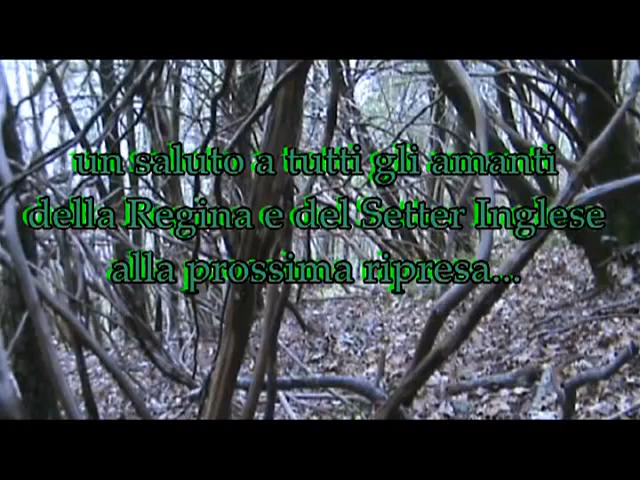 un saluto a tutti gli amanti
della Regina e del Setter Inglese
alla prossima ripresa...